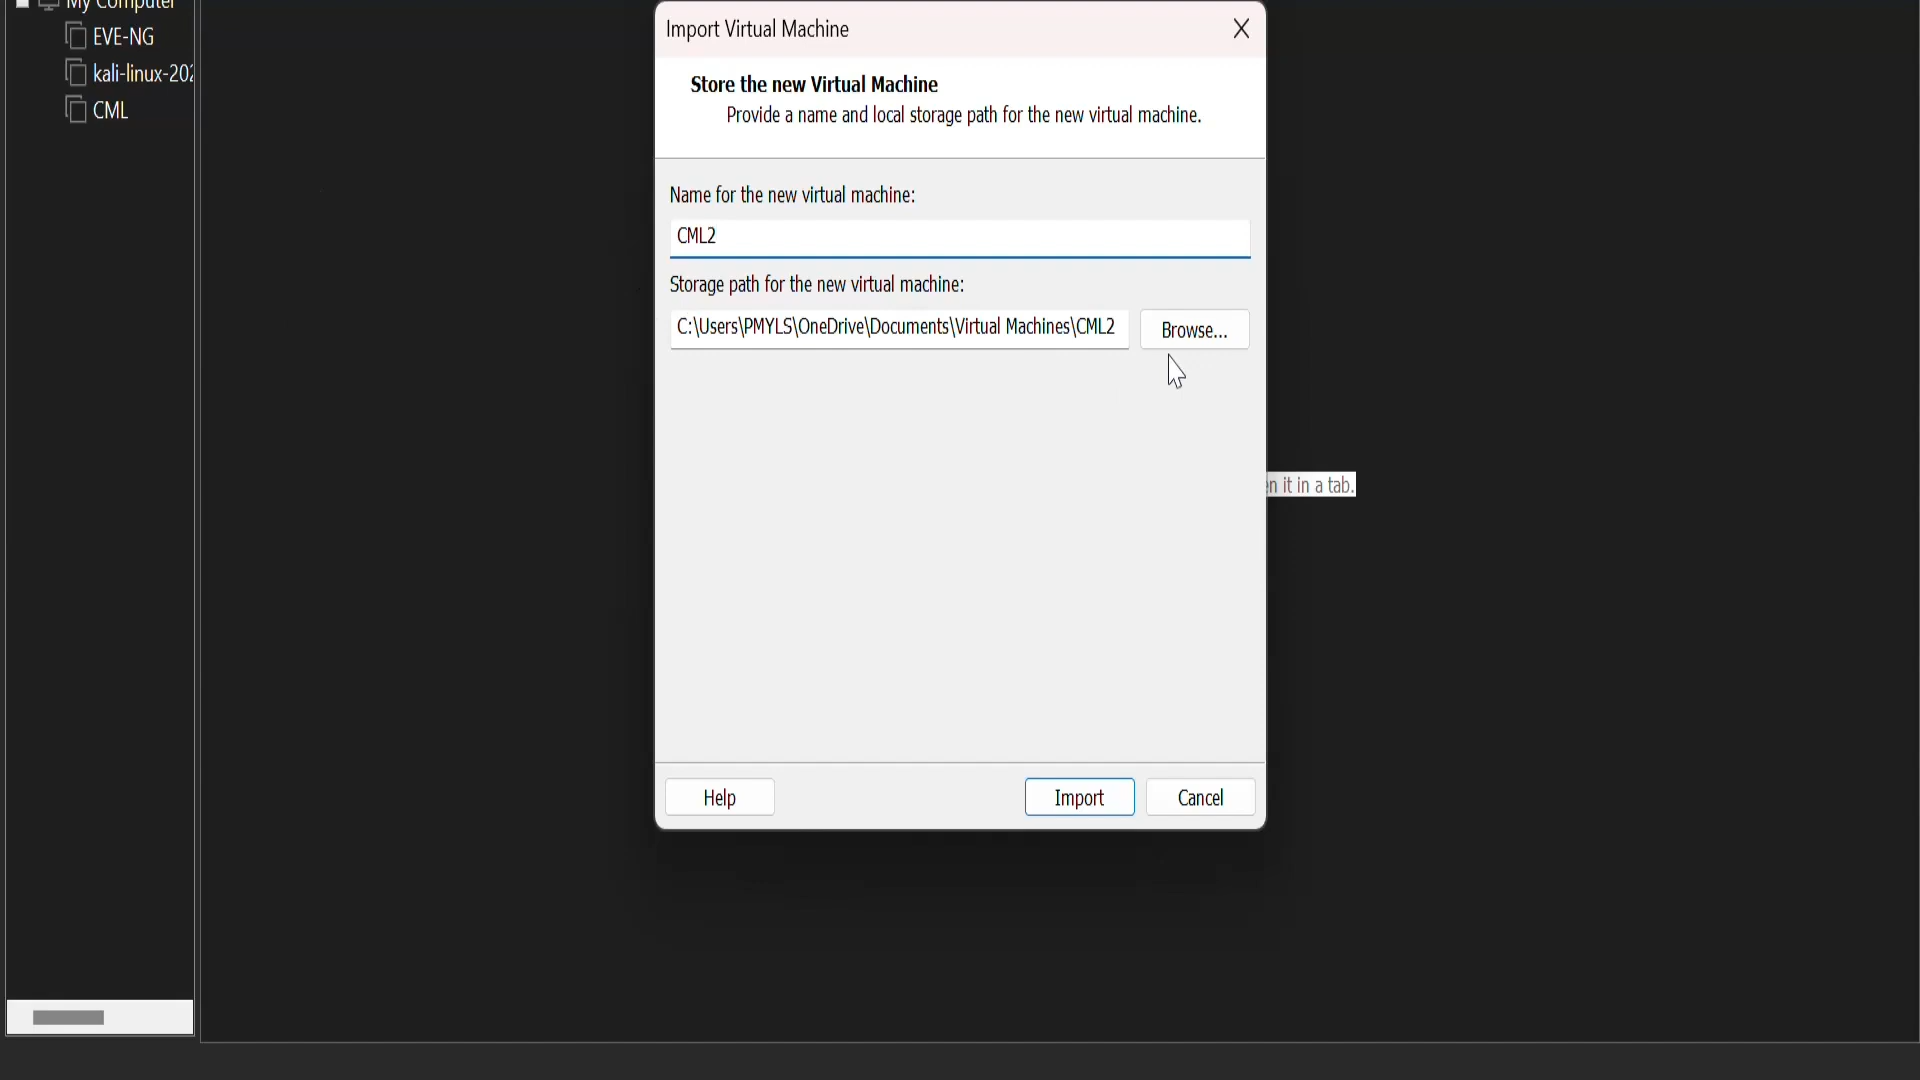 My Computer
EVE-NG
kali-linux-202
CML
Import Virtual Machine
Store the new Virtual Machine
Provide a name and local storage path for the new virtual machine.
Name for the new virtual machine:
CML2
Storage path for the new virtual machine:
C:\Users\PMYLS\OneDrive\Documents\Virtual Machines\CML2
Browse...
en it in a tab.
Help
Import
Cancel